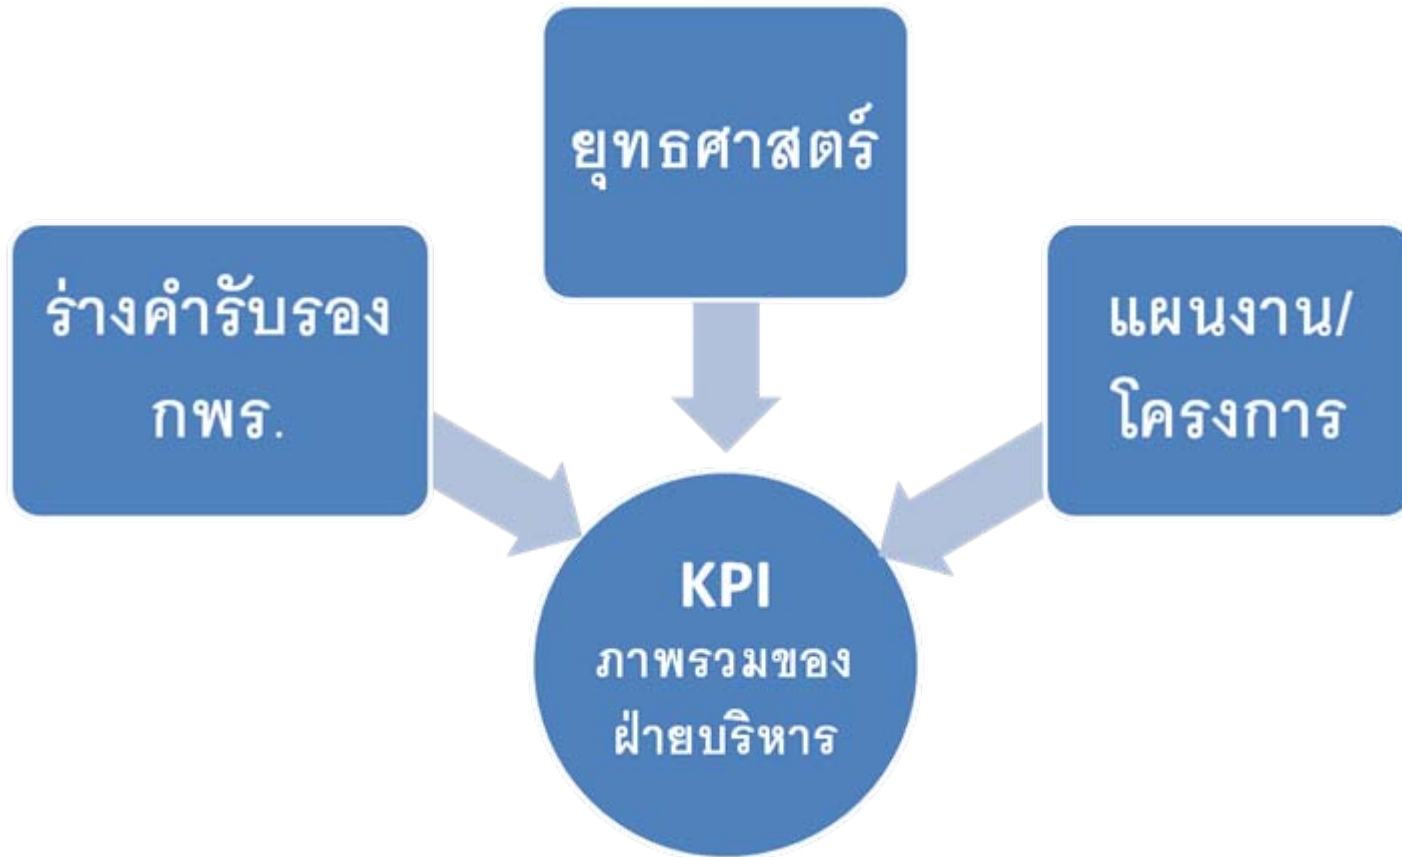 ยุทธศาสตร์
ร่างคำรับรอง
กพร.
แผนงาน/
โครงการ
KPI
ภาพรวมของ
ฝ่ายบริหาร